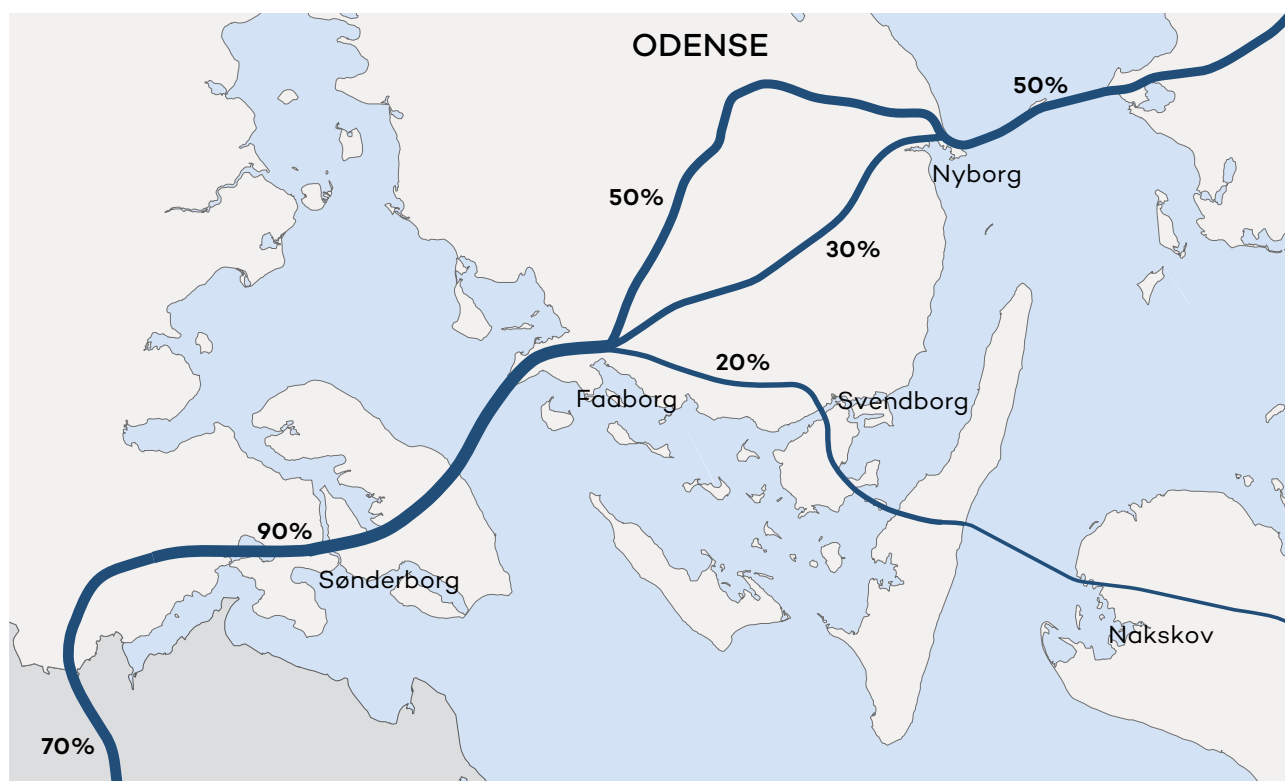 ODENSE
50%
Nyborg
50%
30%
20%
Faaborg
Svendborg
90%
Sønderborg
Nakskov
70%